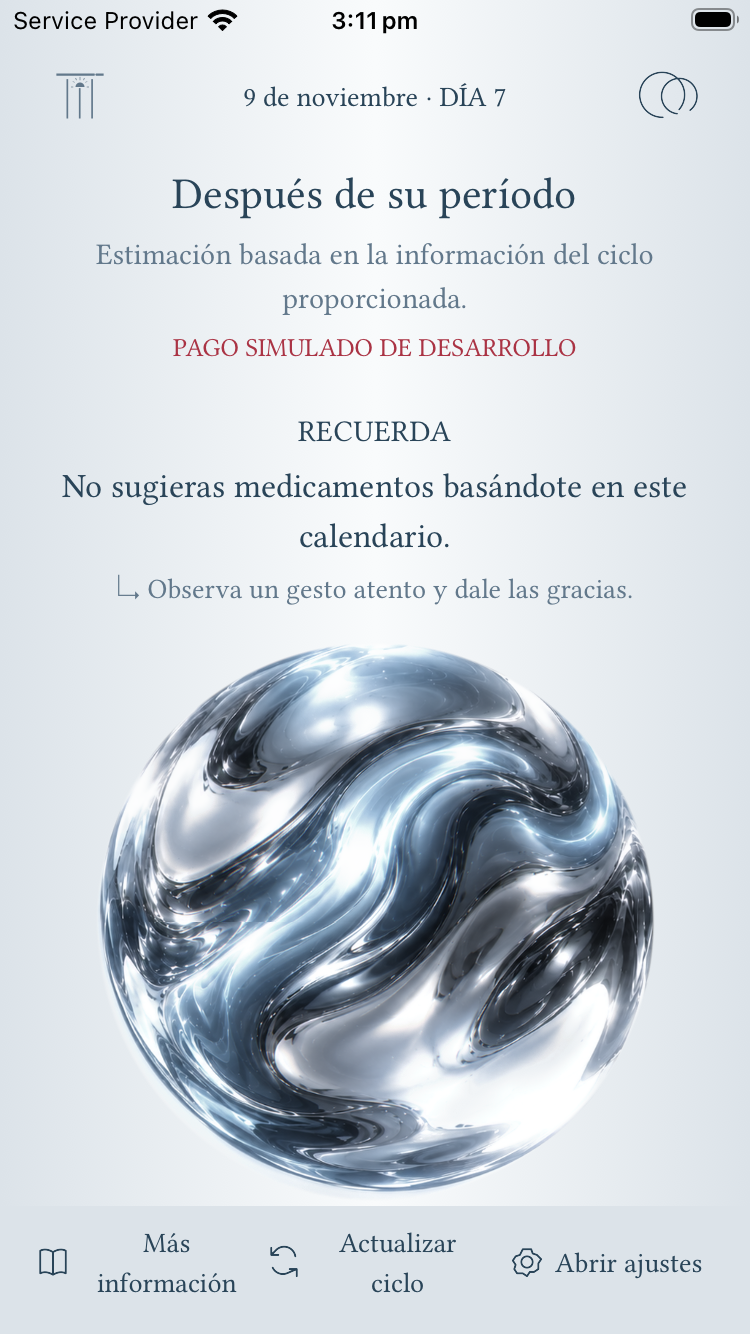 Service Provider 3:11 pm
9 de noviembre · DÍA 7
Después de su período
Estimación basada en la información del ciclo
proporcionada.
PAGO SIMULADO DE DESARROLLO
RECUERDA
No sugieras medicamentos basándote en este
calendario.
Observa un gesto atento y dale las gracias.
Más
información
Actualizar
ciclo
Abrir ajustes